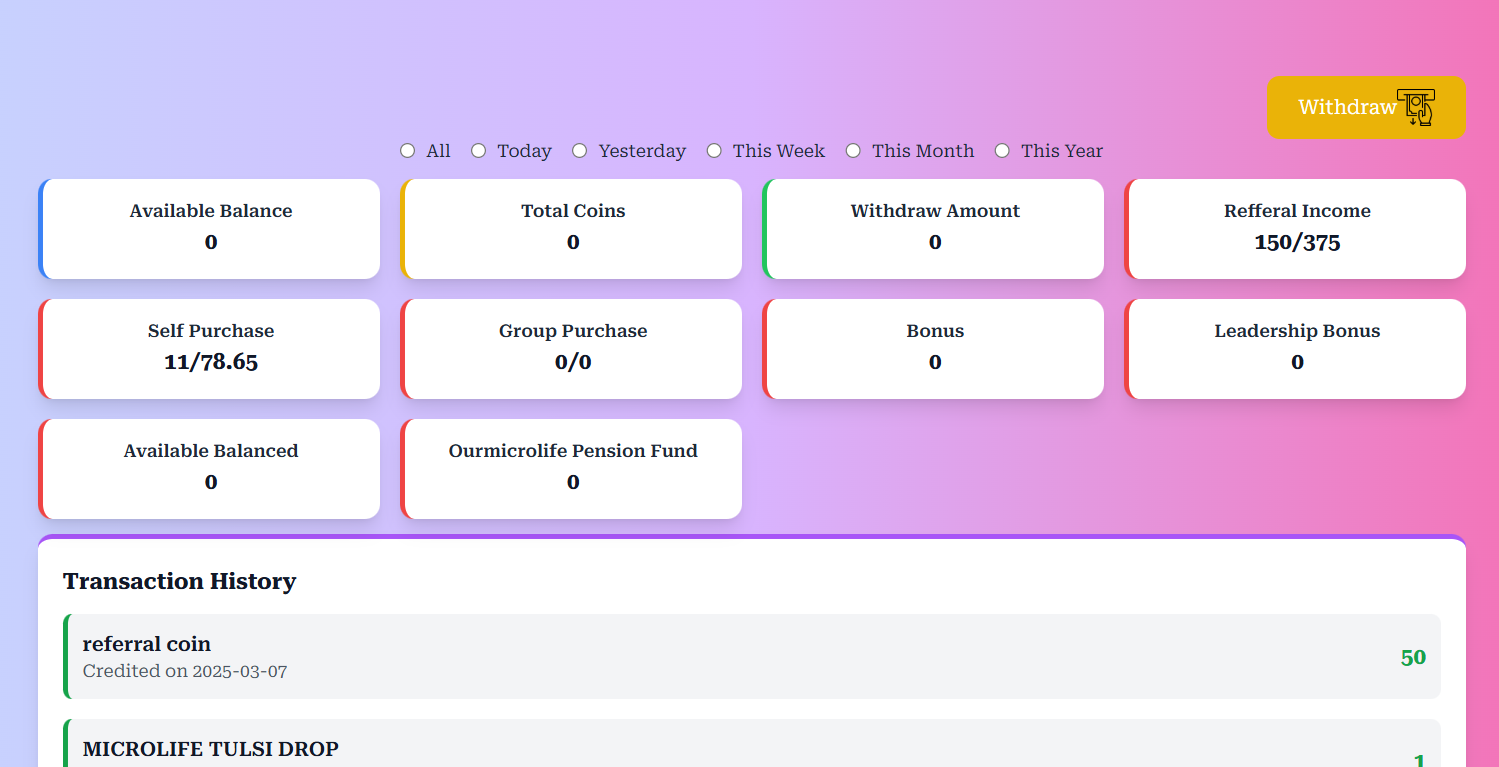 Withdraw
All Today Yesterday This Week This Month This Year
Available Balance Total Coins Withdraw Amount Refferal Income
0 0 0 150/375
Self Purchase Group Purchase Bonus Leadership Bonus
11/78.65 0/0 0 0
Available Balanced Ourmicrolife Pension Fund
0 0
Transaction History
referral coin
Credited on 2025-03-07
50
MICROLIFE TULSI DROP
1